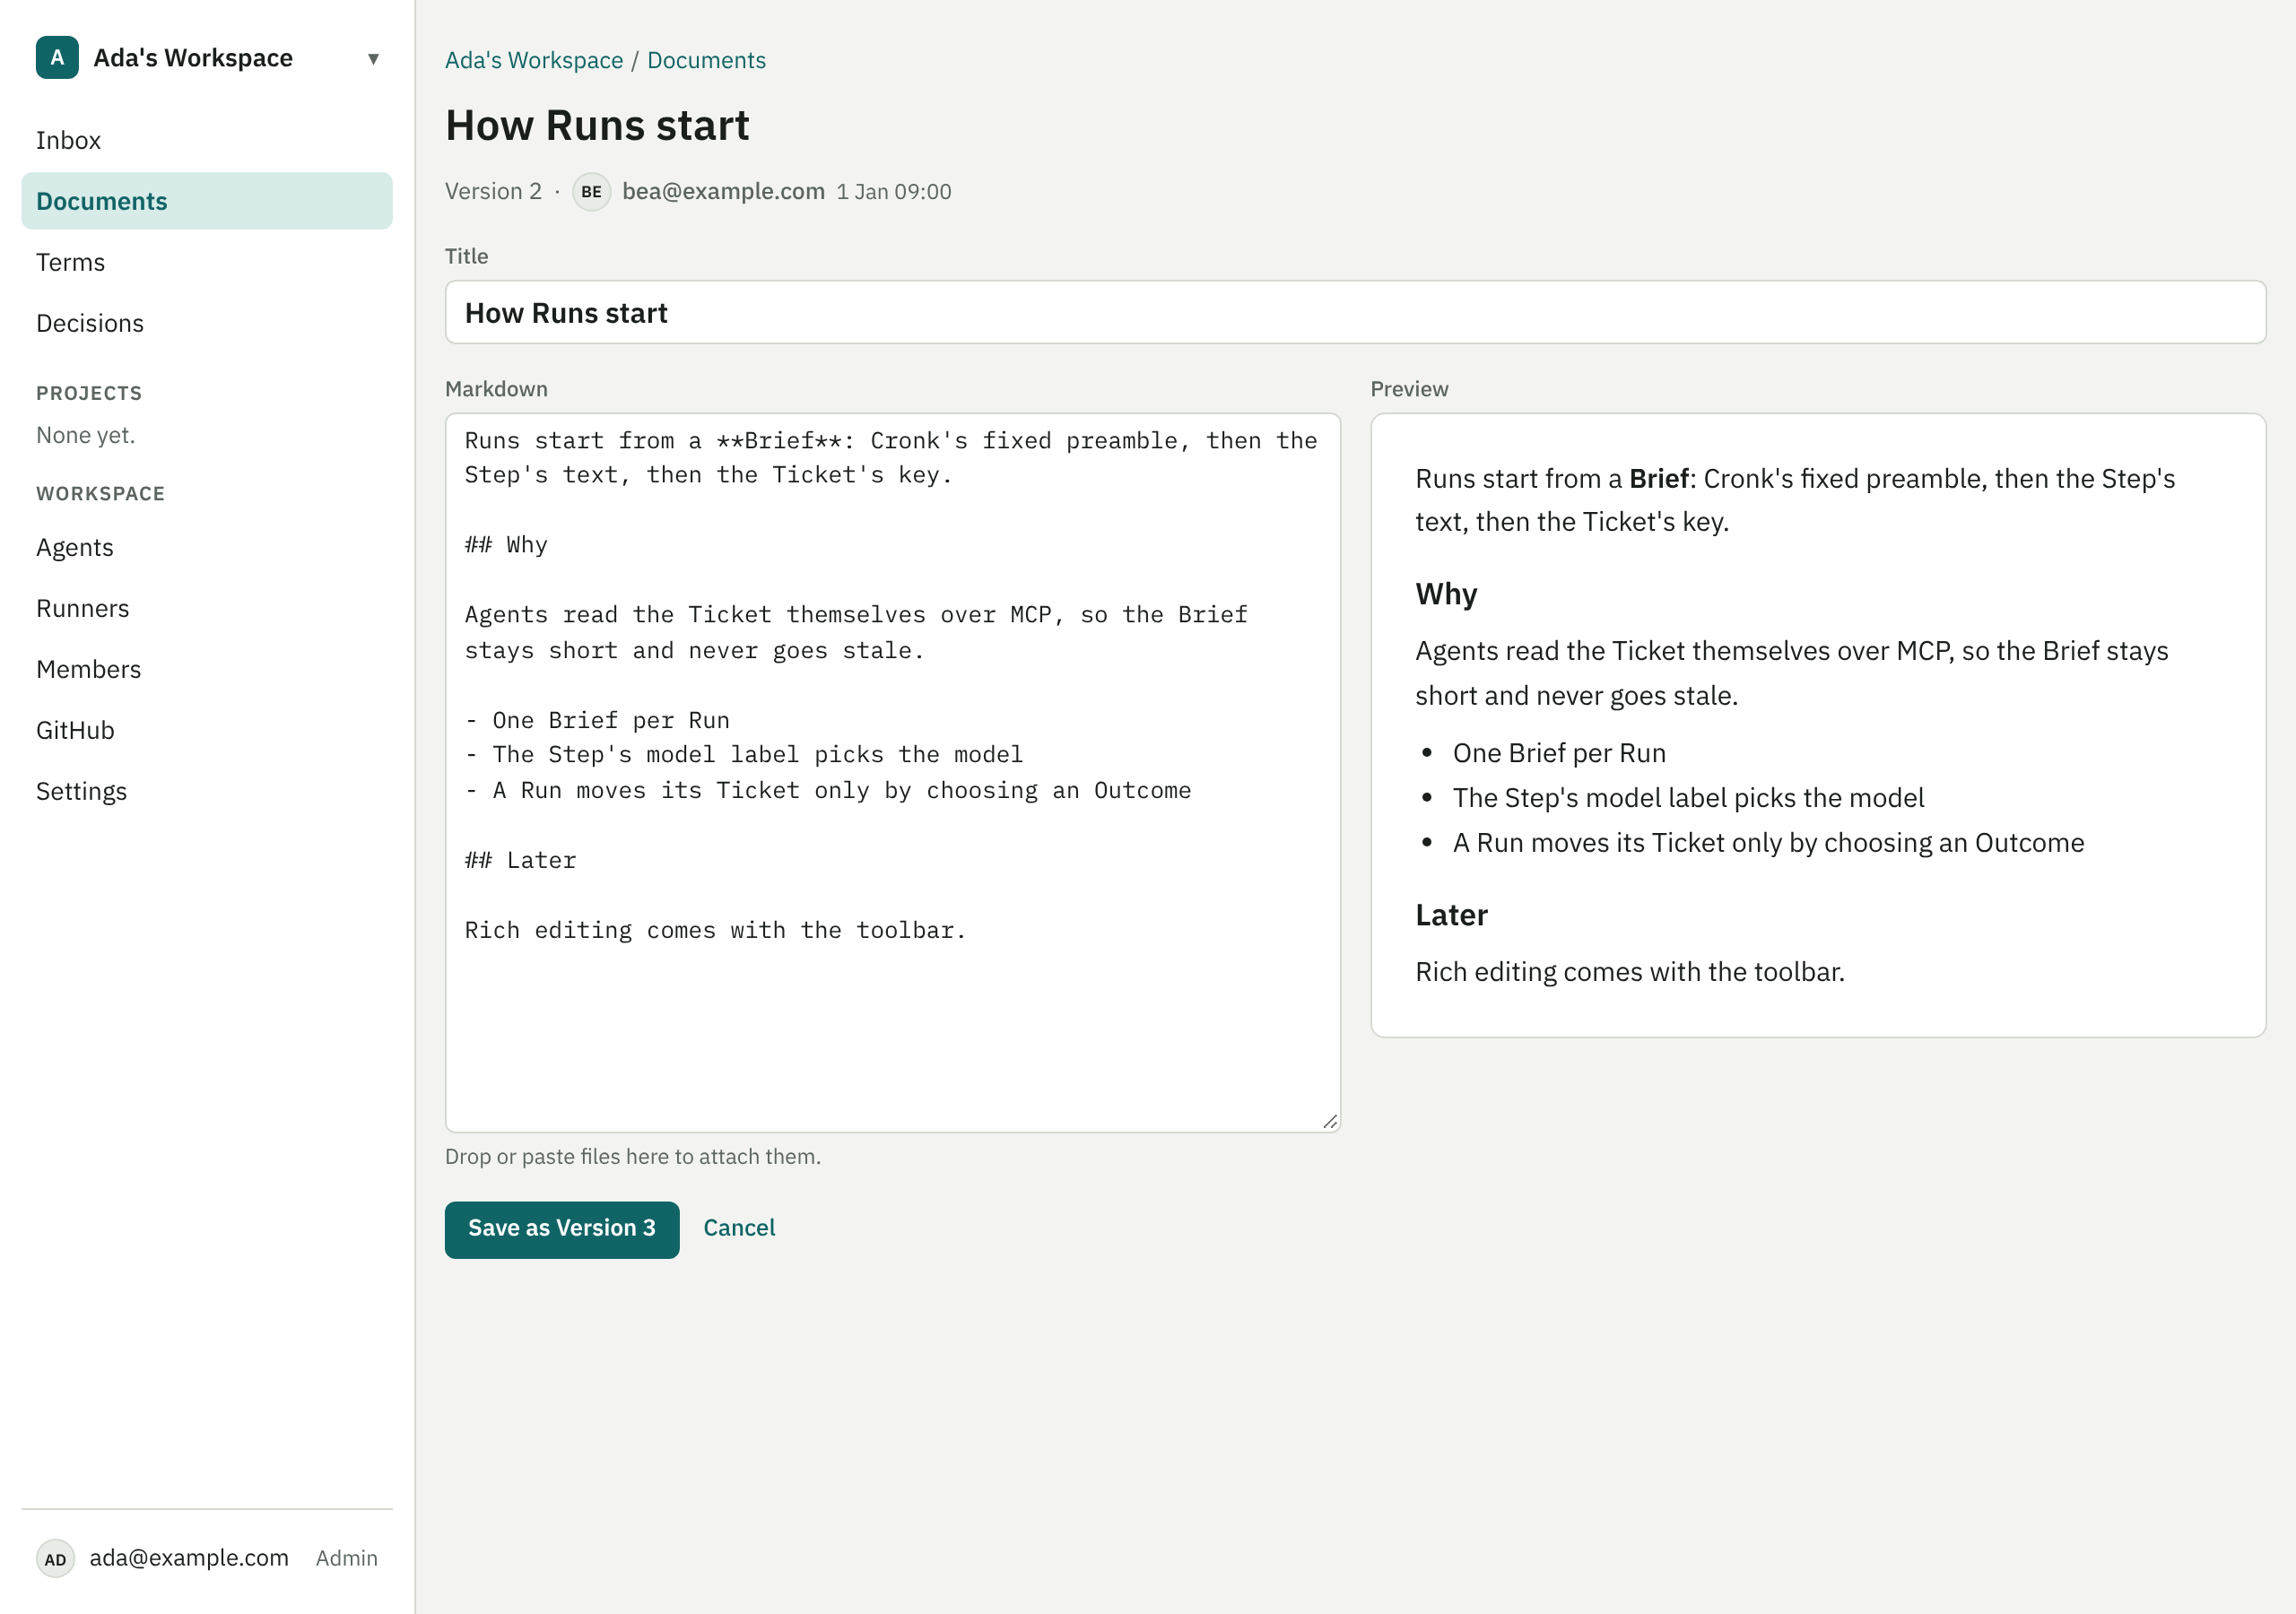 A Ada's Workspace ▼
Inbox
Documents
Terms
Decisions
PROJECTS
None yet.
WORKSPACE
Agents
Runners
Members
GitHub
Settings
AD ada@example.com Admin
Ada's Workspace / Documents
How Runs start
Version 2 · BE bea@example.com 1 Jan 09:00
Title
How Runs start
Markdown
Runs start from a **Brief**: Cronk's fixed preamble, then the
Step's text, then the Ticket's key.
## Why
Agents read the Ticket themselves over MCP, so the Brief
stays short and never goes stale.
- One Brief per Run
- The Step's model label picks the model
- A Run moves its Ticket only by choosing an Outcome
## Later
Rich editing comes with the toolbar.
Drop or paste files here to attach them.
Save as Version 3 Cancel
Preview
Runs start from a Brief: Cronk's fixed preamble, then the Step's
text, then the Ticket's key.
Why
Agents read the Ticket themselves over MCP, so the Brief stays
short and never goes stale.
• One Brief per Run
• The Step's model label picks the model
• A Run moves its Ticket only by choosing an Outcome
Later
Rich editing comes with the toolbar.